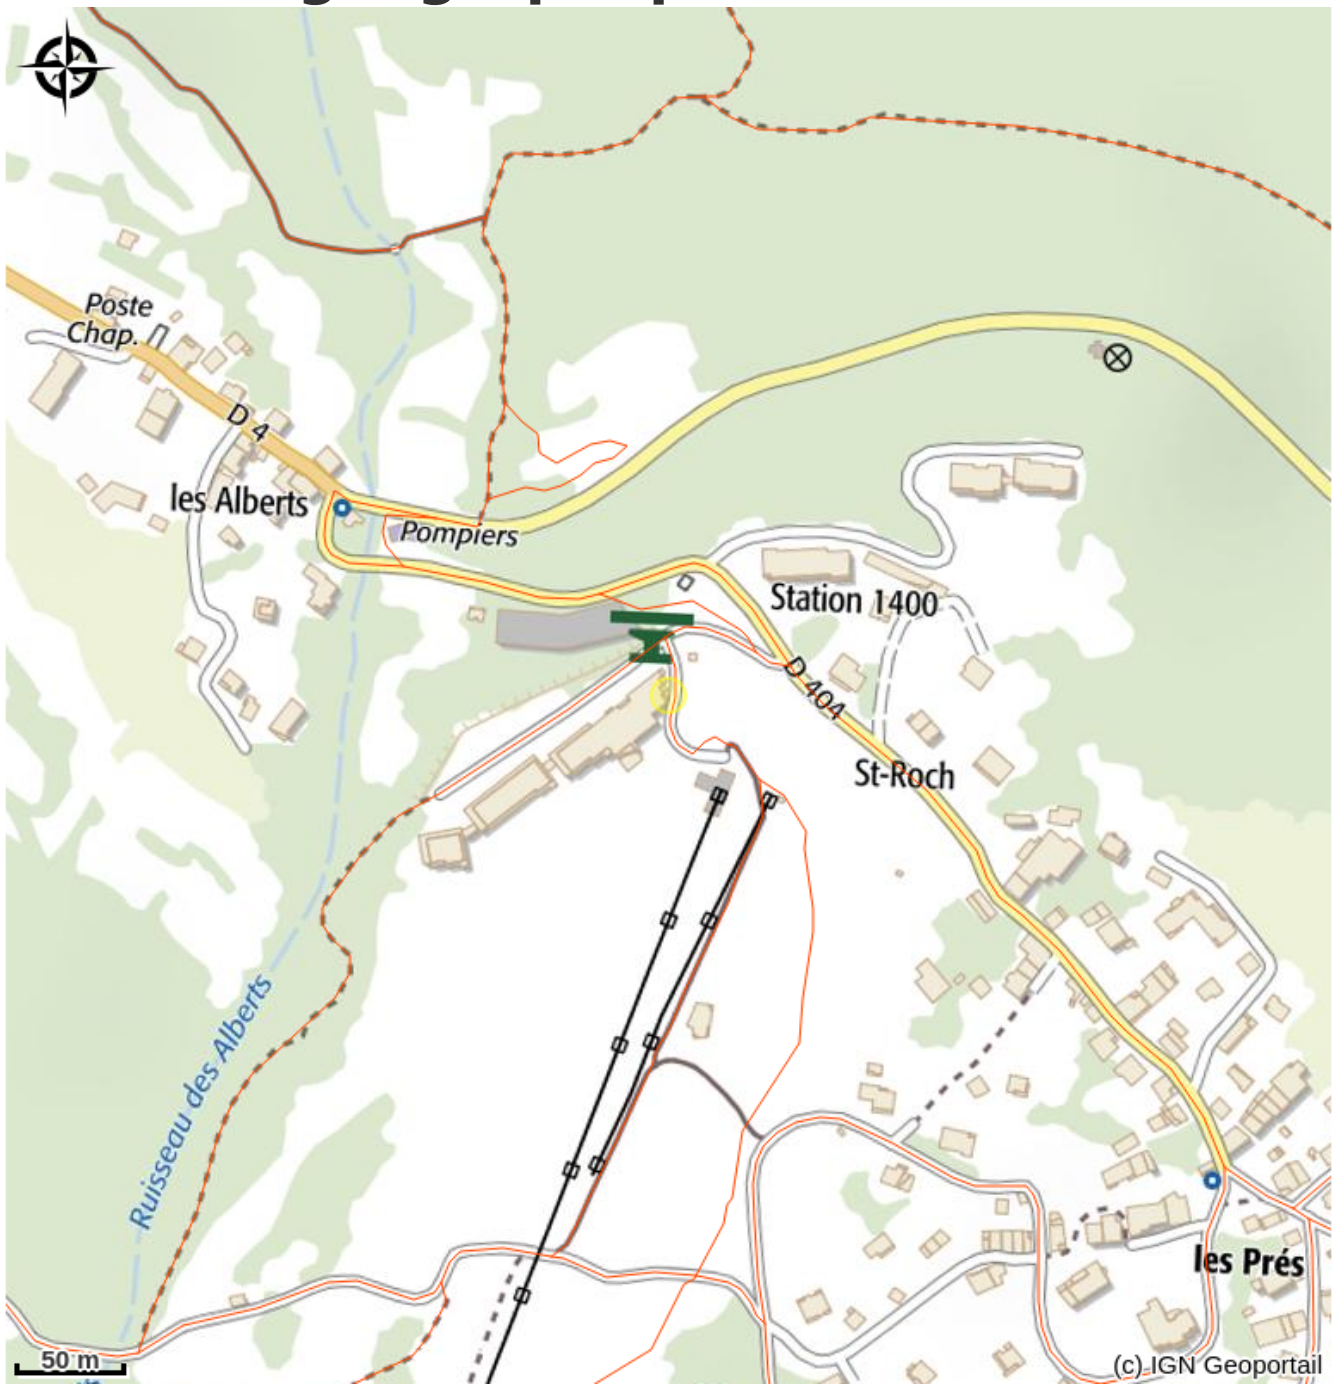 Poste
Chap.
D 4
les Alberts
Pompiers
Station 1400
D 404
St-Roch
Ruisseau des Alberts
les Prés
50 m
(c) IGN Geoportail